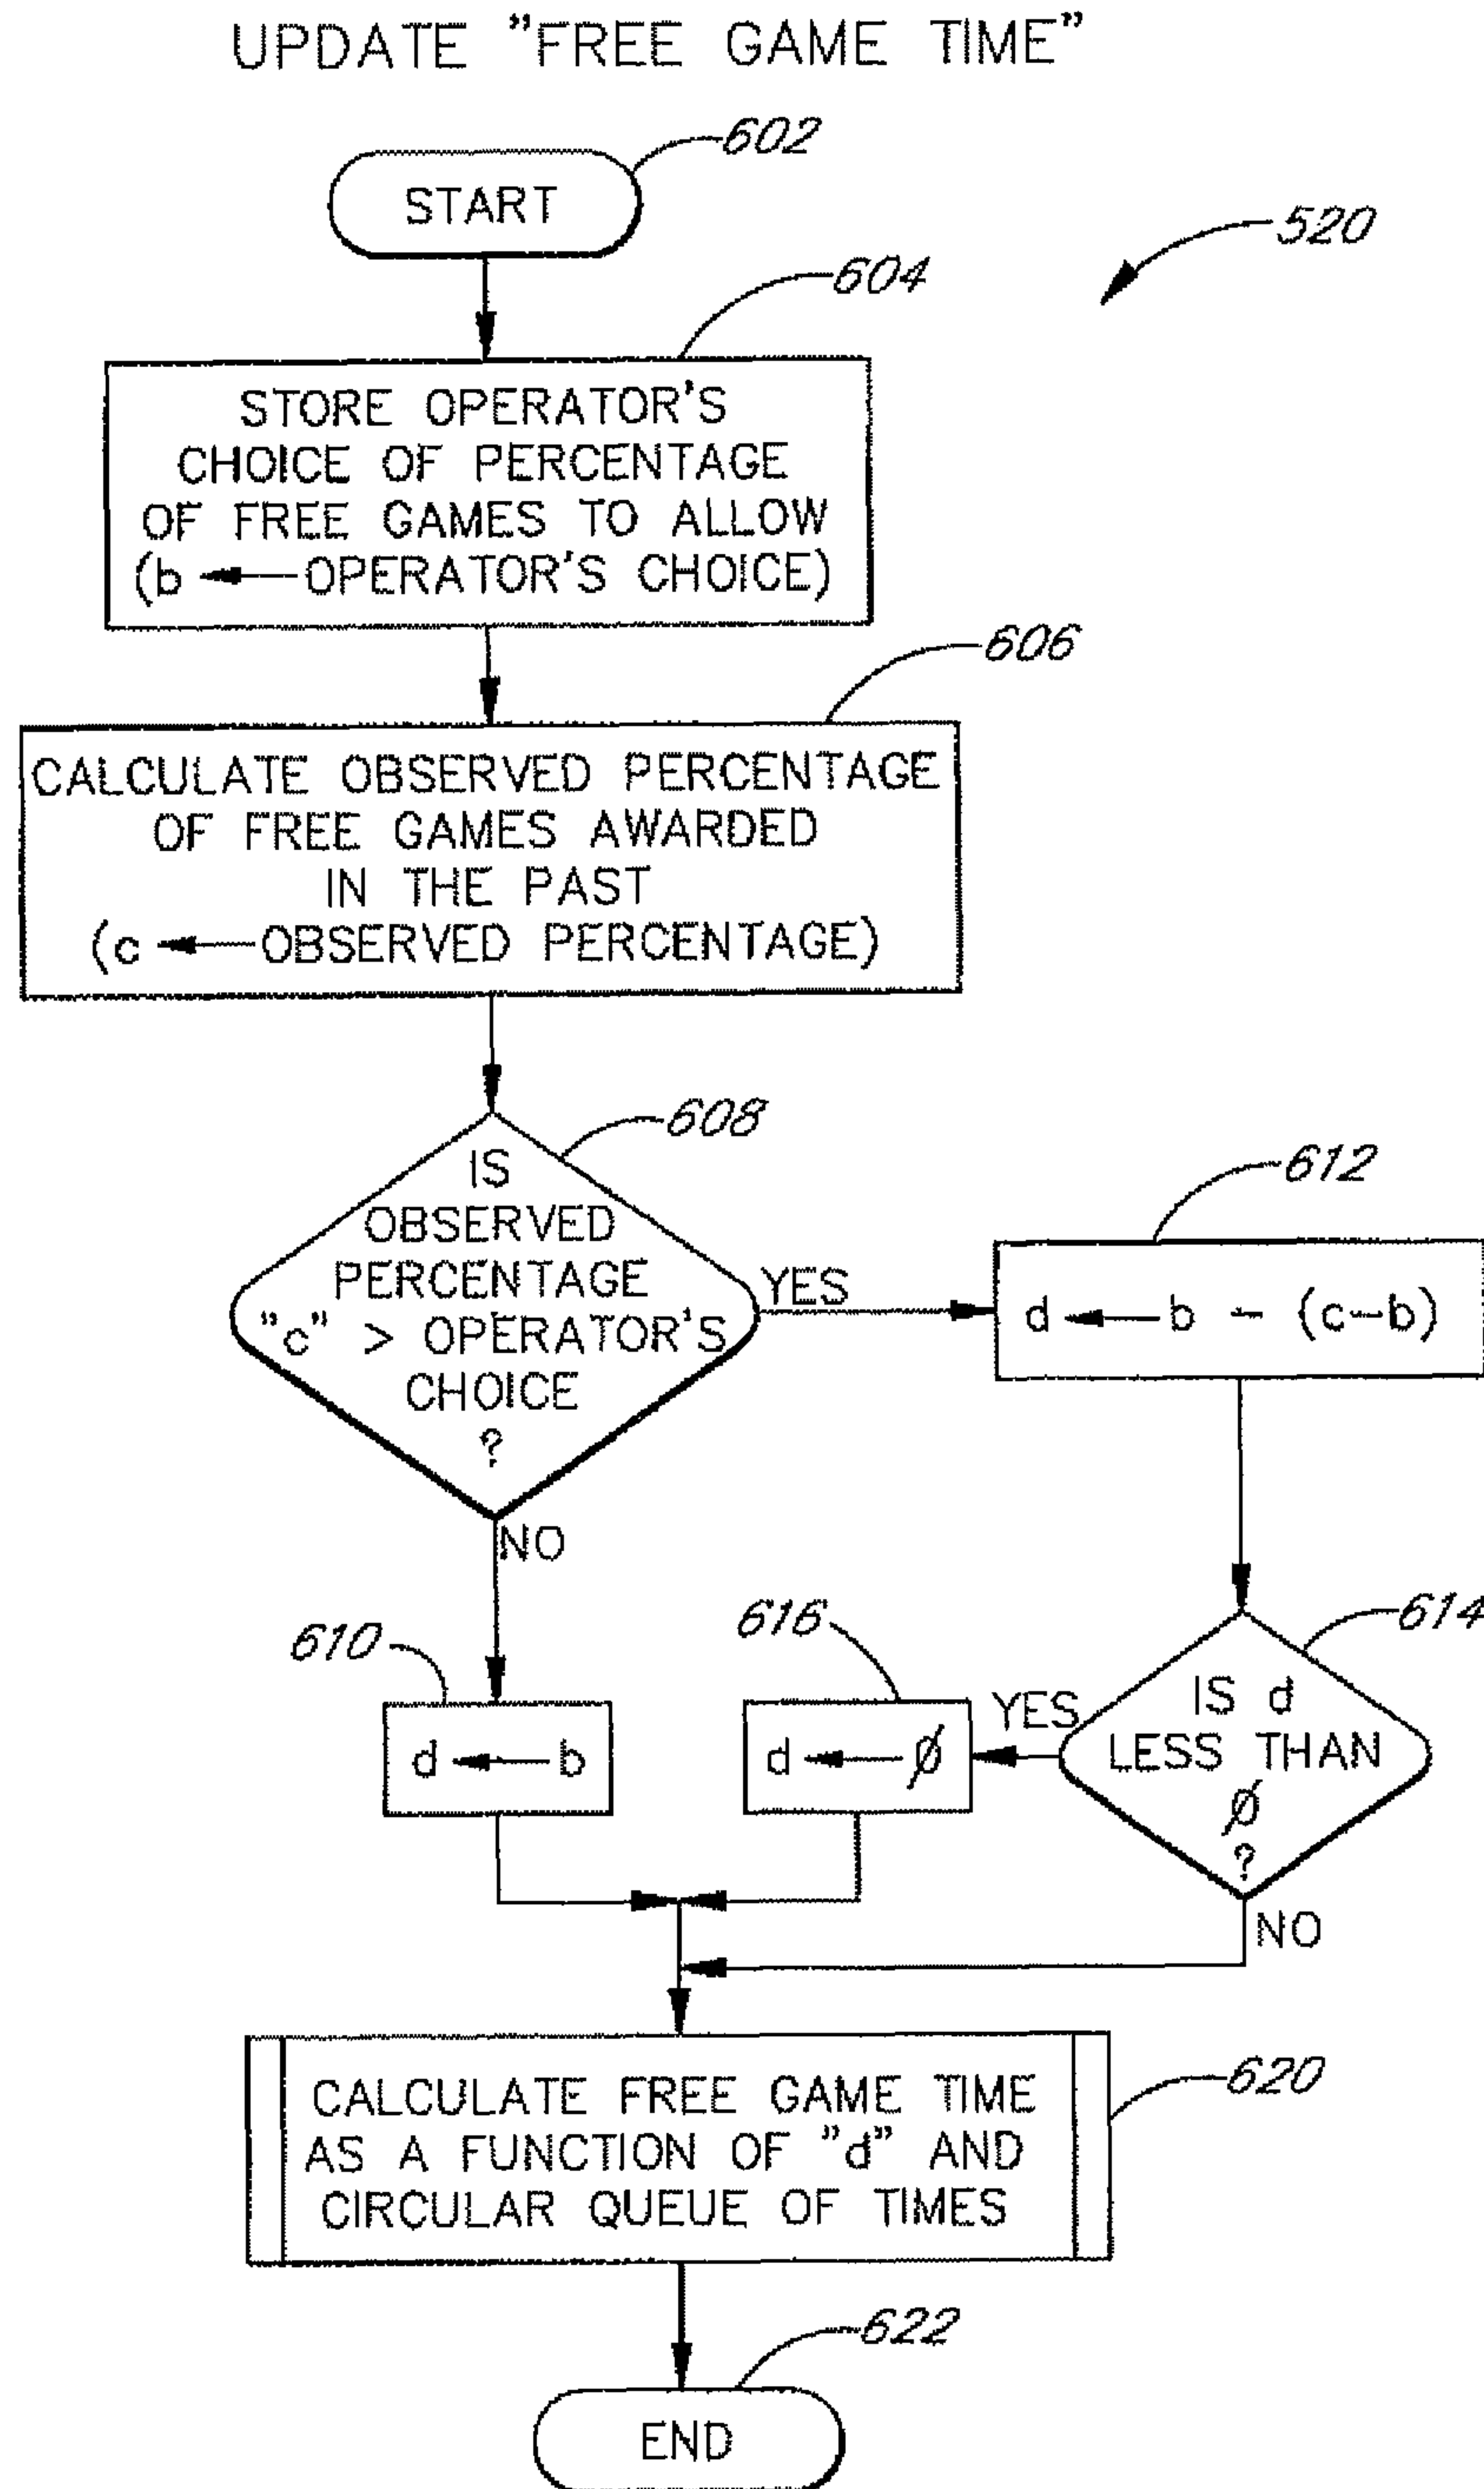 UPDATE "FREE GAME TIME"
602
START
520
604
STORE OPERATOR'S
CHOICE OF PERCENTAGE
OF FREE GAMES TO ALLOW
(b ← OPERATOR'S CHOICE)
606
CALCULATE OBSERVED PERCENTAGE
OF FREE GAMES AWARDED
IN THE PAST
(c ← OBSERVED PERCENTAGE)
608
IS
OBSERVED
PERCENTAGE
"c" > OPERATOR'S
CHOICE
?
YES
612
d ← b - (c-b)
NO
610
d ← b
616
d ← Ø
YES
614
IS d
LESS THAN
Ø
?
NO
620
CALCULATE FREE GAME TIME
AS A FUNCTION OF "d" AND
CIRCULAR QUEUE OF TIMES
622
END